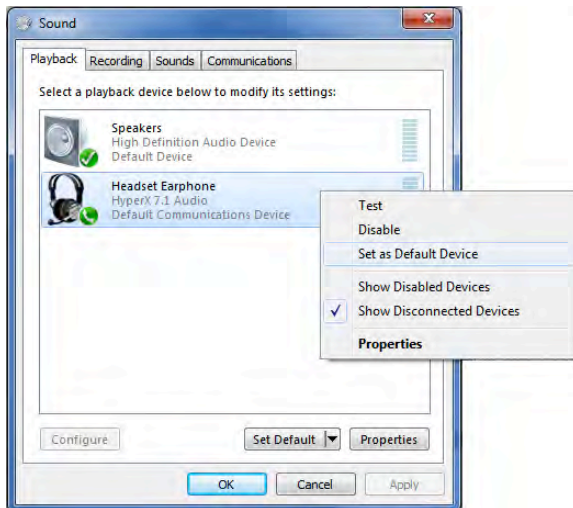 Sound
Playback Recording Sounds Communications
Select a playback device below to modify its settings:
Speakers
High Definition Audio Device
Default Device
Headset Earphone
HyperX 7.1 Audio
Default Communications Device
Test
Disable
Set as Default Device
Show Disabled Devices
Show Disconnected Devices
Properties
Configure Set Default Properties
OK Cancel Apply